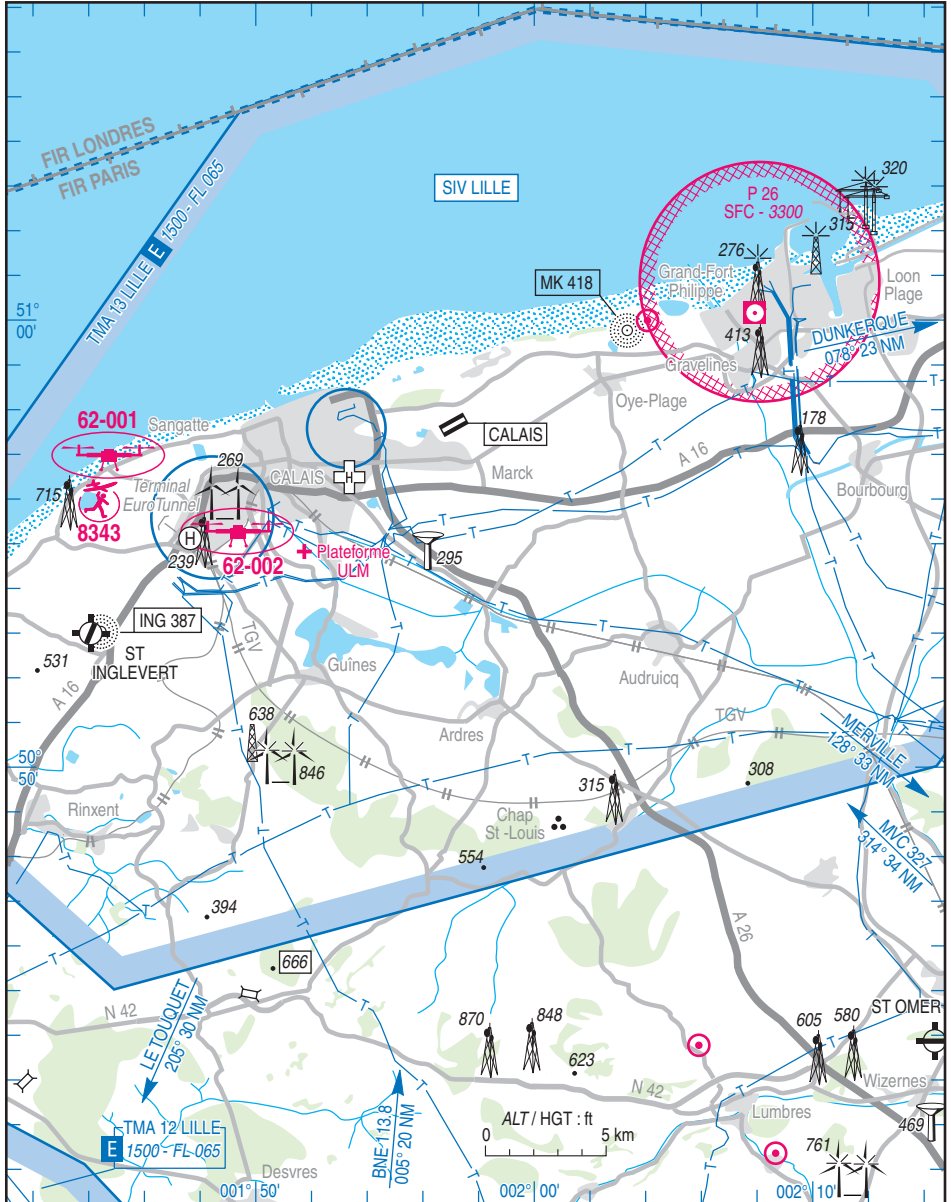 FIR LONDRES
FIR PARIS
TMA 13 LILLE E 1500 - FL 065
SIV LILLE
P 26
SFC - 3300
320
315
276
Grand-Fort
Philippe
Loon
Plage
MK 418
51°
00'
413
DUNKERQUE
078° 23 NM
Gravelines
Oye-Plage
62-001
Sangatte
CALAIS
178
269
CALAIS
H
Marck
A 16
715
Terminal
EuroTunnel
Bourbourg
8343
H
239
62-002
Plateforme
ULM
295
ING 387
ST
INGLEVERT
TGV
531
A 16
Guînes
Audruicq
638
Ardres
TGV
MERVILLE
128° 33 NM
50°
50'
846
315
308
Rinxent
Chap
St -Louis
MVC 327
314° 34 NM
554
394
A 26
666
N 42
LE TOUQUET
205° 30 NM
870
848
605
580
ST OMER
623
N 42
Wizernes
BNE 113.8
005° 20 NM
ALT / HGT : ft
0
5 km
Lumbres
469
TMA 12 LILLE
E
1500 - FL 065
761
Desvres
001° 50'
002° 00'
002° 10'
T